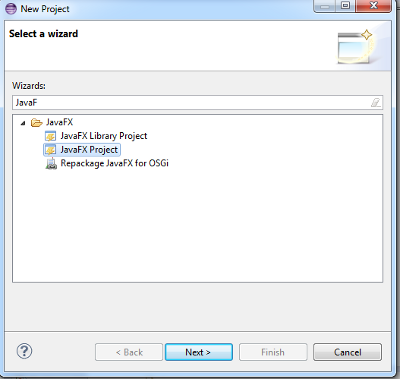 New Project
Select a wizard
Wizards:
JavaF
JavaFX
JavaFX Library Project
JavaFX Project
Repackage JavaFX for OSGi
?
< Back
Next >
Finish
Cancel